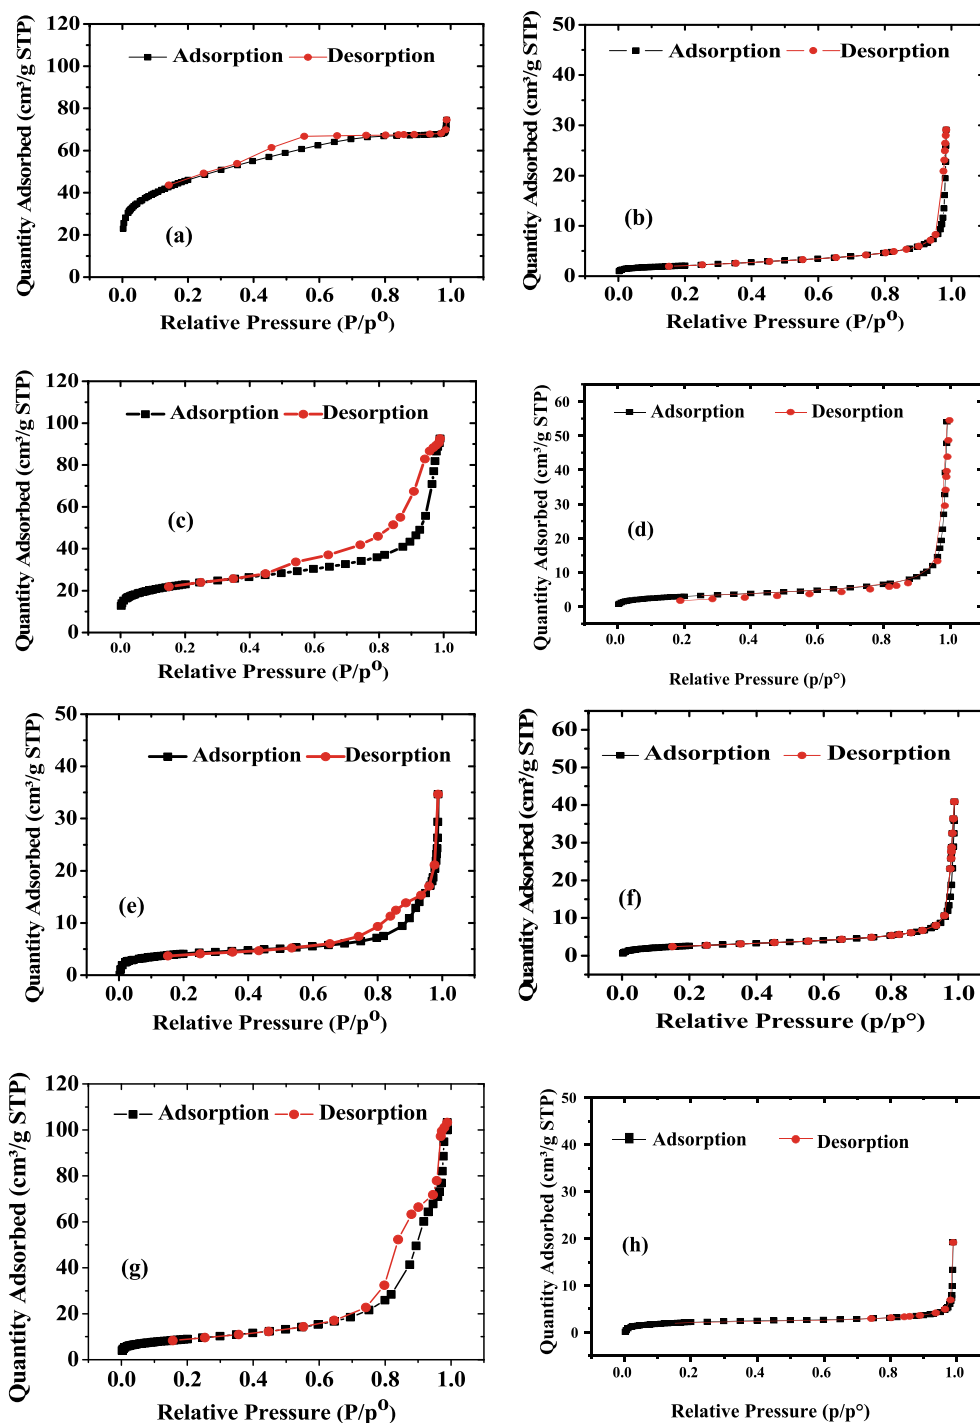 Quantity Adsorbed (cm³/g STP)
120
100
80
60
40
20
0
Adsorption
Desorption
(a)
0.0 0.2 0.4 0.6 0.8 1.0
Relative Pressure (P/p⁰)
Quantity Adsorbed (cm³/g STP)
50
40
30
20
10
0
Adsorption
Desorption
(b)
0.0 0.2 0.4 0.6 0.8 1.0
Relative Pressure (P/p⁰)
Quantity Adsorbed (cm³/g STP)
120
100
80
60
40
20
0
Adsorption
Desorption
(c)
0.0 0.2 0.4 0.6 0.8 1.0
Relative Pressure (P/p⁰)
Quantity Adsorbed (cm³/g STP)
60
50
40
30
20
10
0
Adsorption
Desorption
(d)
0.0 0.2 0.4 0.6 0.8 1.0
Relative Pressure (p/p°)
Quantity Adsorbed (cm³/g STP)
50
40
30
20
10
0
Adsorption
Desorption
(e)
0.0 0.2 0.4 0.6 0.8 1.0
Relative Pressure (P/p⁰)
Quantity Adsorbed (cm³/g STP)
60
50
40
30
20
10
0
Adsorption
Desorption
(f)
0.0 0.2 0.4 0.6 0.8 1.0
Relative Pressure (p/p°)
Quantity Adsorbed (cm³/g STP)
120
100
80
60
40
20
0
Adsorption
Desorption
(g)
0.0 0.2 0.4 0.6 0.8 1.0
Relative Pressure (P/p⁰)
Quantity Adsorbed (cm³/g STP)
50
40
30
20
10
0
Adsorption
Desorption
(h)
0.0 0.2 0.4 0.6 0.8 1.0
Relative Pressure (p/p°)